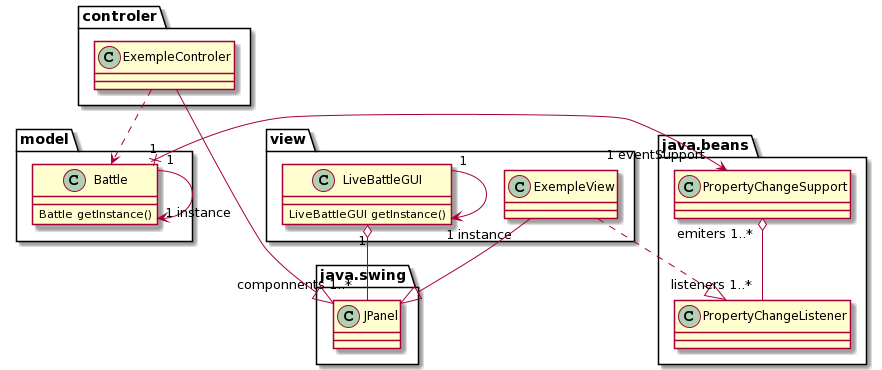 controler
C ExempleControler
model
1
1
C Battle
Battle getInstance()
1 instance
view
C LiveBattleGUI
LiveBattleGUI getInstance()
1
1
1 instance
C ExempleView
1 eventSupport
java.beans
C PropertyChangeSupport
emiters 1..*
listeners 1..*
C PropertyChangeListener
java.swing
componnents 1..*
C JPanel